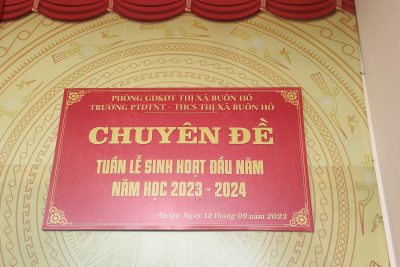 PHÒNG GD&ĐT THỊ XÃ BUÔN HỒ
TRƯỜNG PTDTNT - THCS THỊ XÃ BUÔN HỒ
CHUYÊN ĐỀ
TUẦN LỄ SINH HOẠT ĐẦU NĂM
NĂM HỌC 2023 - 2024
An lạc, Ngày 12 tháng 09 năm 2023